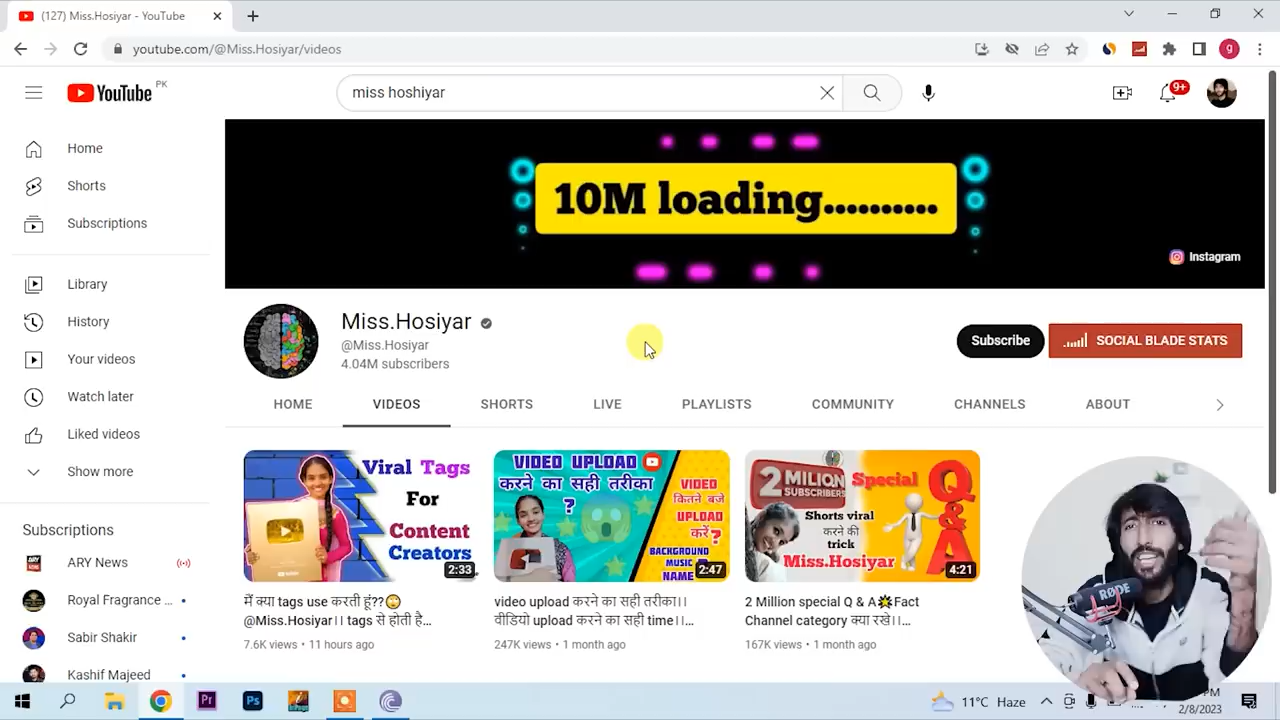 (127) Miss.Hosiyar - YouTube
youtube.com/@Miss.Hosiyar/videos
g
YouTube PK
miss hoshiyar
9+
Home
Shorts
Subscriptions
Library
History
Your videos
Watch later
Liked videos
Show more
Subscriptions
ARY News
Royal Fragrance ...
Sabir Shakir
Kashif Majeed
10M loading..........
Instagram
Miss.Hosiyar
@Miss.Hosiyar
4.04M subscribers
Subscribe
SOCIAL BLADE STATS
HOME
VIDEOS
SHORTS
LIVE
PLAYLISTS
COMMUNITY
CHANNELS
ABOUT
Viral Tags
For
Content
Creators
2:33
VIDEO UPLOAD
करने का सही तरीका
?
VIDEO
कितने बजे
UPLOAD
करें?
BACKGROUND
MUSIC
NAME
2:47
2 MILION
SUBSCRIBERS
Special
Q & A
Shorts viral
करने की
trick
Miss.Hosiyar
4:21
में क्या tags use करती हूं??
@Miss.Hosiyar।। tags से होती है...
7.6K views • 11 hours ago
video upload करने का सही तरीका।।
वीडियो upload करने का सही time।।...
247K views • 1 month ago
2 Million special Q & A Fact
Channel category क्या रखे।।...
167K views • 1 month ago
RØDE
Pr
Ps
11°C Haze
PM
2/8/2023